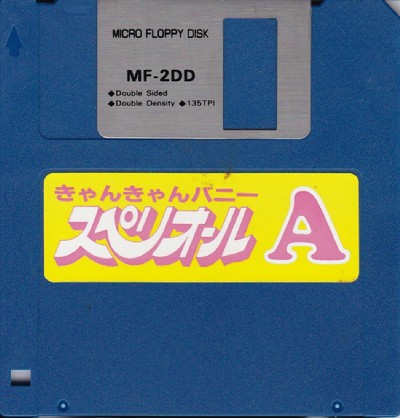 MICRO FLOPPY DISK
MF-2DD
◆Double Sided
◆Double Density ◆135TPI
きゃんきゃんバニー
スペリオール
A